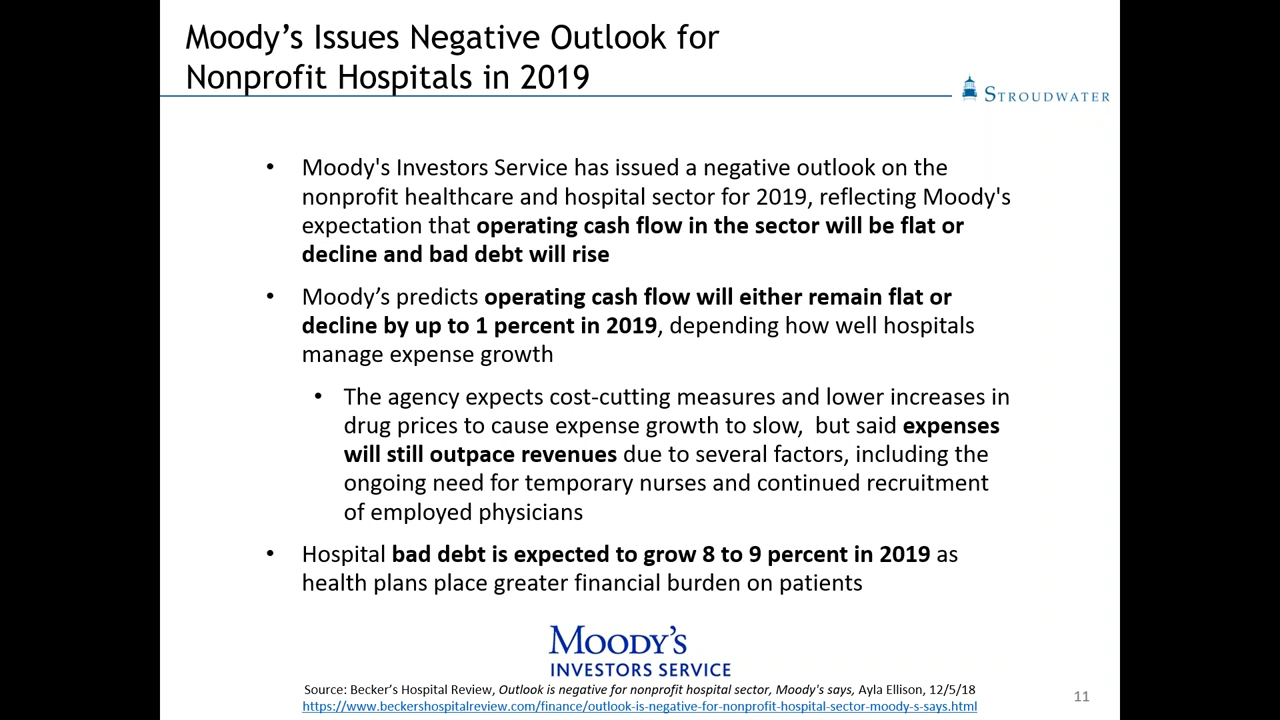 Moody’s Issues Negative Outlook for
Nonprofit Hospitals in 2019
STROUDWATER
• Moody's Investors Service has issued a negative outlook on the
nonprofit healthcare and hospital sector for 2019, reflecting Moody's
expectation that operating cash flow in the sector will be flat or
decline and bad debt will rise
• Moody’s predicts operating cash flow will either remain flat or
decline by up to 1 percent in 2019, depending how well hospitals
manage expense growth
• The agency expects cost-cutting measures and lower increases in
drug prices to cause expense growth to slow,  but said expenses
will still outpace revenues due to several factors, including the
ongoing need for temporary nurses and continued recruitment
of employed physicians
• Hospital bad debt is expected to grow 8 to 9 percent in 2019 as
health plans place greater financial burden on patients
MOODY’S
INVESTORS SERVICE
Source: Becker’s Hospital Review, Outlook is negative for nonprofit hospital sector, Moody's says, Ayla Ellison, 12/5/18
https://www.beckershospitalreview.com/finance/outlook-is-negative-for-nonprofit-hospital-sector-moody-s-says.html
11